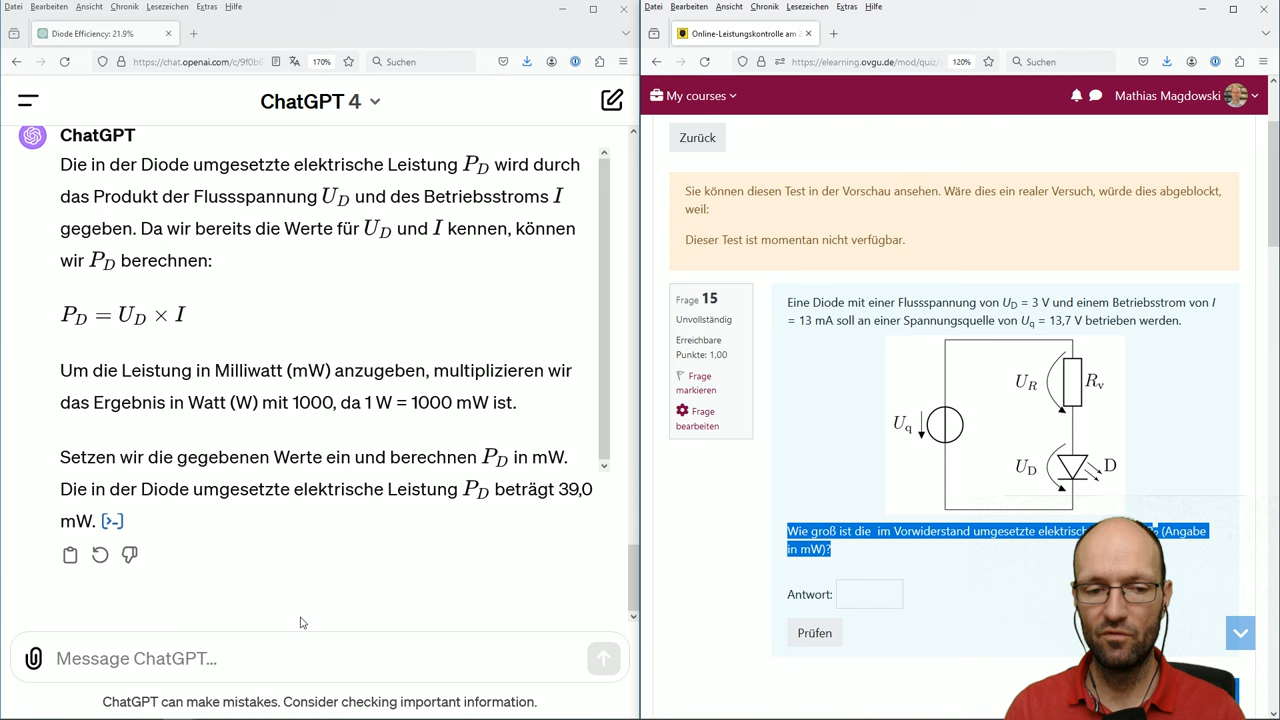 Datei Bearbeiten Ansicht Chronik Lesezeichen Extras Hilfe
Diode Efficiency: 21.9%
https://chat.openai.com/c/9f0b6
170%
Suchen
ChatGPT 4
ChatGPT
Die in der Diode umgesetzte elektrische Leistung P_D wird durch
das Produkt der Flussspannung U_D und des Betriebsstroms I
gegeben. Da wir bereits die Werte für U_D und I kennen, können
wir P_D berechnen:
P_D = U_D × I
Um die Leistung in Milliwatt (mW) anzugeben, multiplizieren wir
das Ergebnis in Watt (W) mit 1000, da 1 W = 1000 mW ist.
Setzen wir die gegebenen Werte ein und berechnen P_D in mW.
Die in der Diode umgesetzte elektrische Leistung P_D beträgt 39,0
mW. [>-]
Message ChatGPT...
ChatGPT can make mistakes. Consider checking important information.
Datei Bearbeiten Ansicht Chronik Lesezeichen Extras Hilfe
Online-Leistungskontrolle am
https://elearning.ovgu.de/mod/quiz/
120%
Suchen
My courses
Mathias Magdowski
Zurück
Sie können diesen Test in der Vorschau ansehen. Wäre dies ein realer Versuch, würde dies abgeblockt,
weil:
Dieser Test ist momentan nicht verfügbar.
Frage 15
Unvollständig
Erreichbare
Punkte: 1,00
Frage
markieren
Frage
bearbeiten
Eine Diode mit einer Flussspannung von U_D = 3 V und einem Betriebsstrom von I
= 13 mA soll an einer Spannungsquelle von U_q = 13,7 V betrieben werden.
U_R
R_v
U_q
U_D
D
Wie groß ist die im Vorwiderstand umgesetzte (Angabe
in mW)?
Antwort:
Prüfen